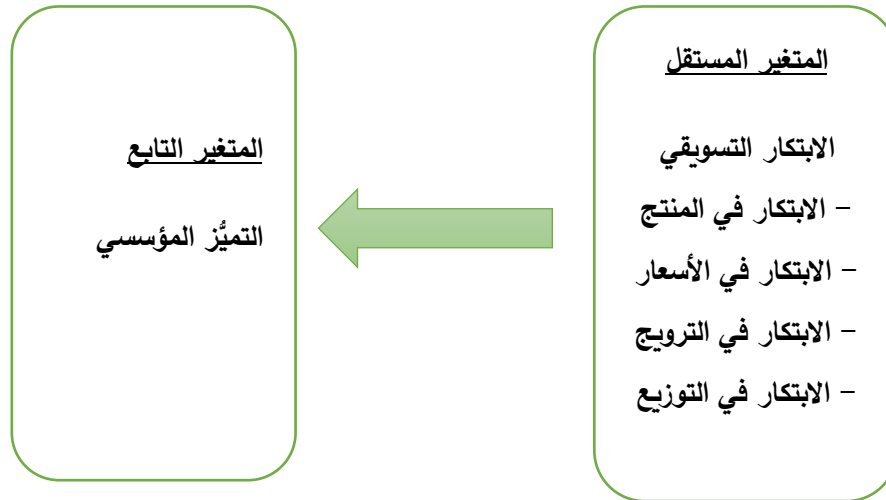 المتغير المستقل
الابتكار التسويقي
– الابتكار في المنتج
– الابتكار في الأسعار
– الابتكار في الترويج
– الابتكار في التوزيع
المتغير التابع
التميُّز المؤسسي